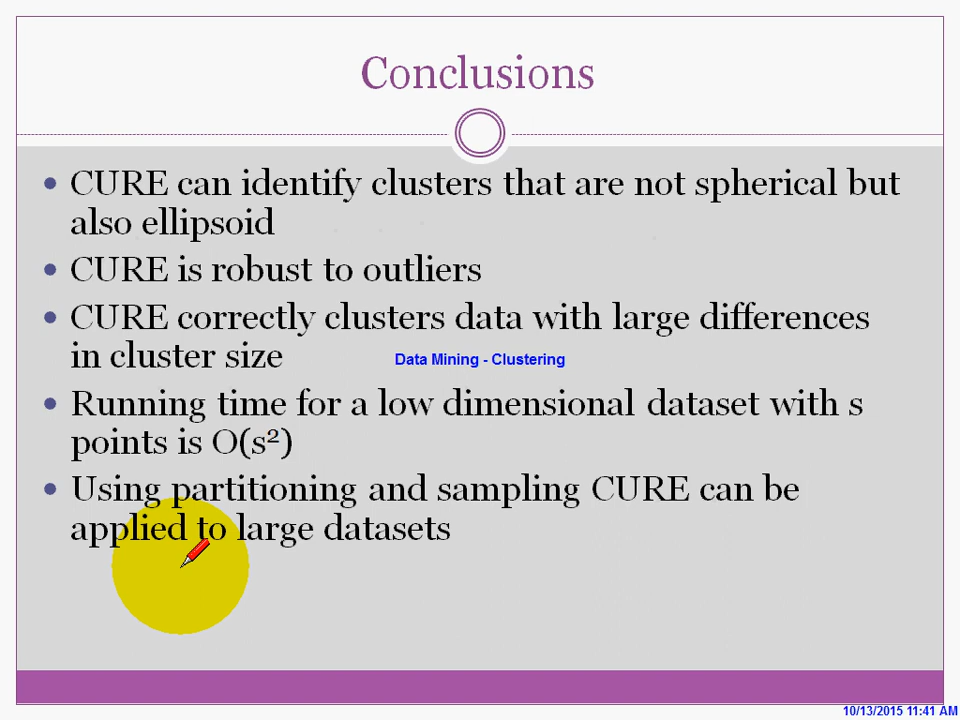 Conclusions
CURE can identify clusters that are not spherical but
also ellipsoid
CURE is robust to outliers
CURE correctly clusters data with large differences
in cluster size
Data Mining - Clustering
Running time for a low dimensional dataset with s
points is O(s²)
Using partitioning and sampling CURE can be
applied to large datasets
10/13/2015 11:41 AM